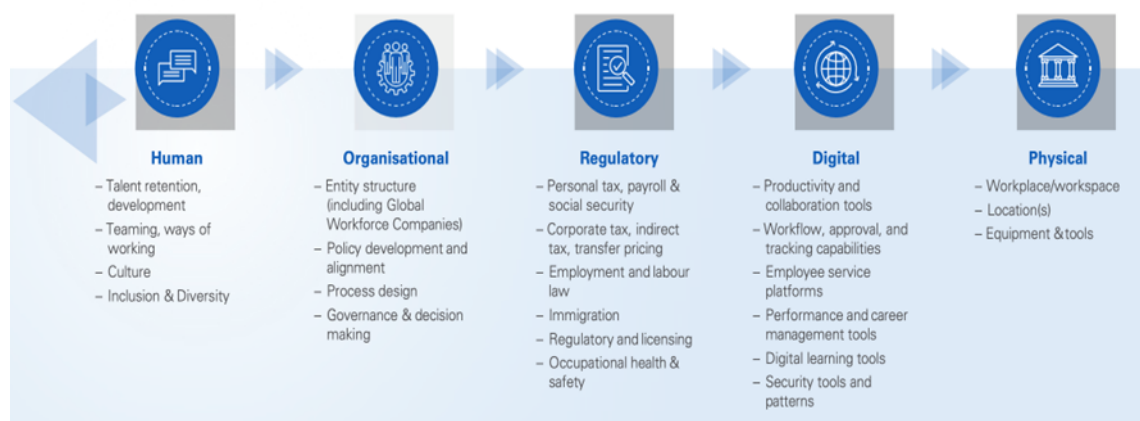 Human
– Talent retention,
development
– Teaming, ways of
working
– Culture
– Inclusion & Diversity
Organisational
– Entity structure
(including Global
Workforce Companies)
– Policy development and
alignment
– Process design
– Governance & decision
making
Regulatory
– Personal tax, payroll &
social security
– Corporate tax, indirect
tax, transfer pricing
– Employment and labour
law
– Immigration
– Regulatory and licensing
– Occupational health &
safety
Digital
– Productivity and
collaboration tools
– Workflow, approval, and
tracking capabilities
– Employee service
platforms
– Performance and career
management tools
– Digital learning tools
– Security tools and
patterns
Physical
– Workplace/workspace
– Location(s)
– Equipment & tools